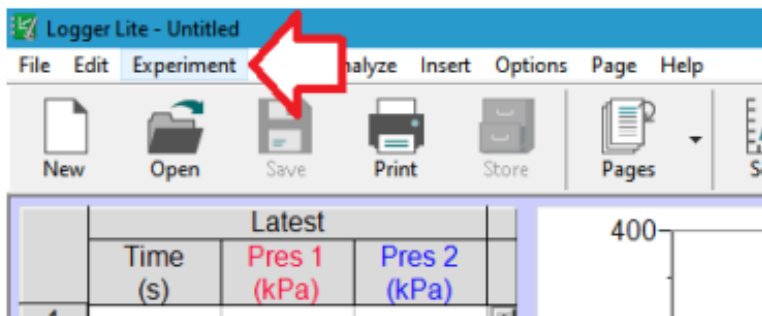 Logger Lite - Untitled
File Edit Experiment nalyze Insert Options Page Help
New Open Save Print Store Pages
Latest 400
Time Pres 1 Pres 2
(s) (kPa) (kPa)